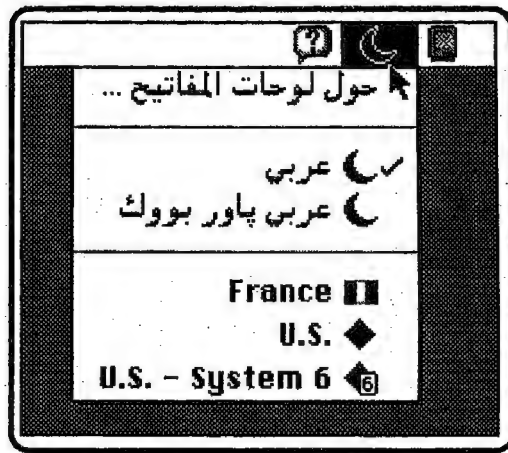 حول لوحات المفاتيح ...
عربي
عربي پاور بووك
France
U.S.
U.S. - System 6